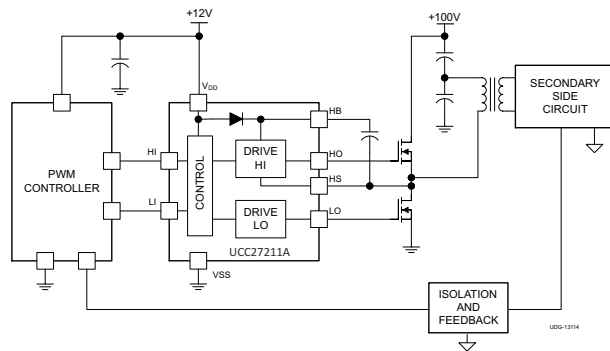 +12V
+100V
SECONDARY
SIDE
CIRCUIT
VDD
HB
HI
DRIVE
HI
HO
PWM
CONTROLLER
CONTROL
HS
LI
DRIVE
LO
LO
UCC27211A
VSS
ISOLATION
AND
FEEDBACK
UDG-13114